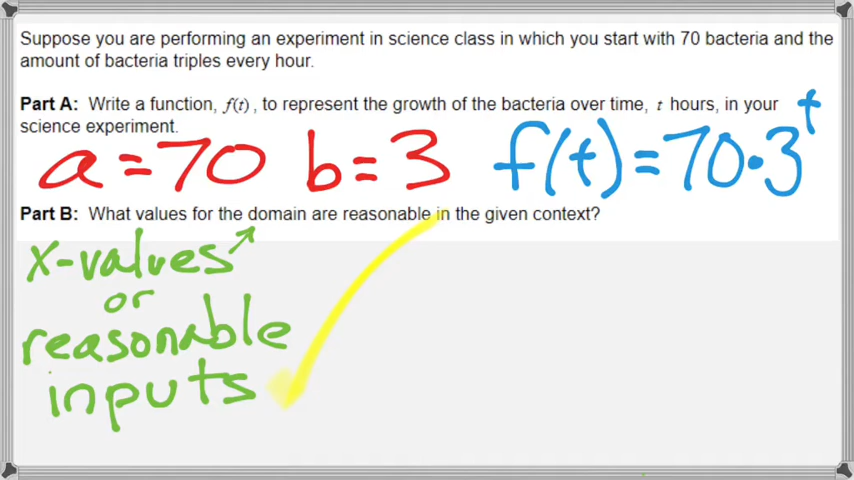 Suppose you are performing an experiment in science class in which you start with 70 bacteria and the
amount of bacteria triples every hour.
Part A: Write a function, f(t), to represent the growth of the bacteria over time, t hours, in your
science experiment.
a=70 b=3 f(t)=70·3^t
Part B: What values for the domain are reasonable in the given context?
x-values
or
reasonable
inputs